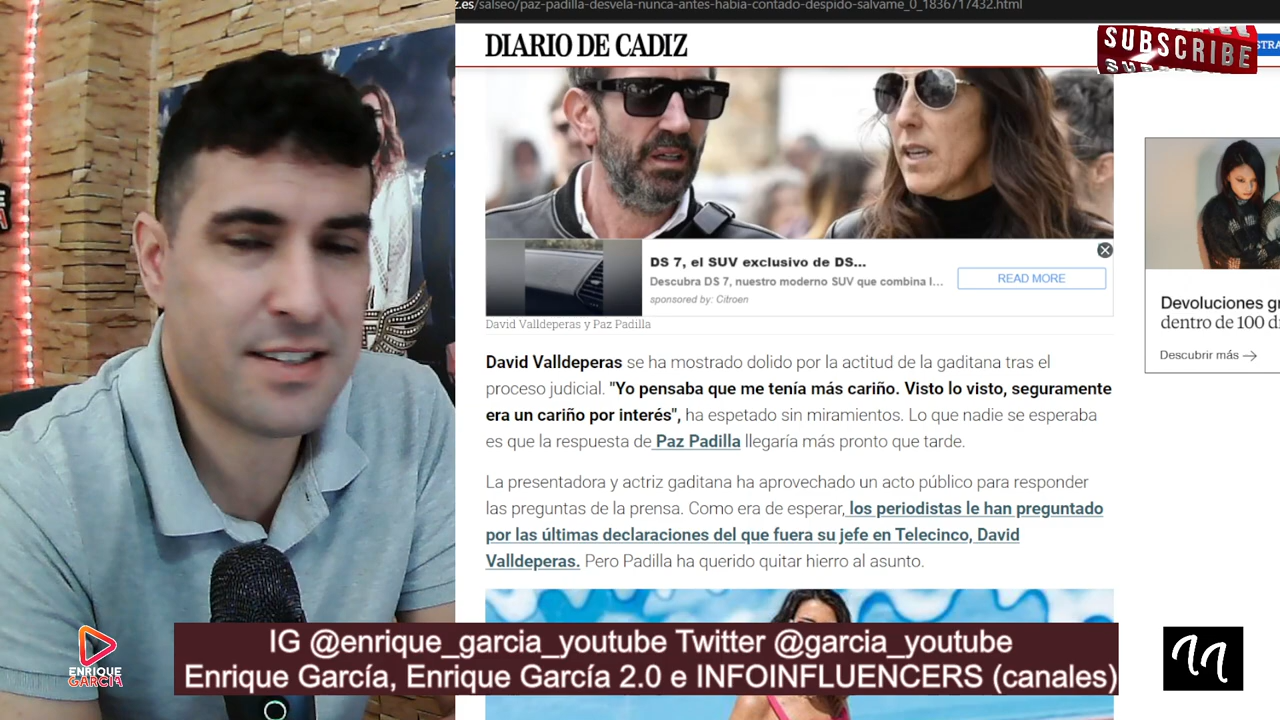 z.es/salseo/paz-padilla-desvela-nunca-antes-habia-contado-despido-salvame_0_1836717432.html
DIARIO DE CADIZ
SUBSCRIBE
STRA
DS 7, el SUV exclusivo de DS...
Descubra DS 7, nuestro moderno SUV que combina l...
sponsored by: Citroen
READ MORE
David Valldeperas y Paz Padilla
David Valldeperas se ha mostrado dolido por la actitud de la gaditana tras el
proceso judicial. "Yo pensaba que me tenía más cariño. Visto lo visto, seguramente
era un cariño por interés", ha espetado sin miramientos. Lo que nadie se esperaba
es que la respuesta de Paz Padilla llegaría más pronto que tarde.
La presentadora y actriz gaditana ha aprovechado un acto público para responder
las preguntas de la prensa. Como era de esperar, los periodistas le han preguntado
por las últimas declaraciones del que fuera su jefe en Telecinco, David
Valldeperas. Pero Padilla ha querido quitar hierro al asunto.
Devoluciones g
dentro de 100 d
Descubrir más →
ENRIQUE
GARCÍA
IG @enrique_garcia_youtube Twitter @garcia_youtube
Enrique García, Enrique García 2.0 e INFOINFLUENCERS (canales)